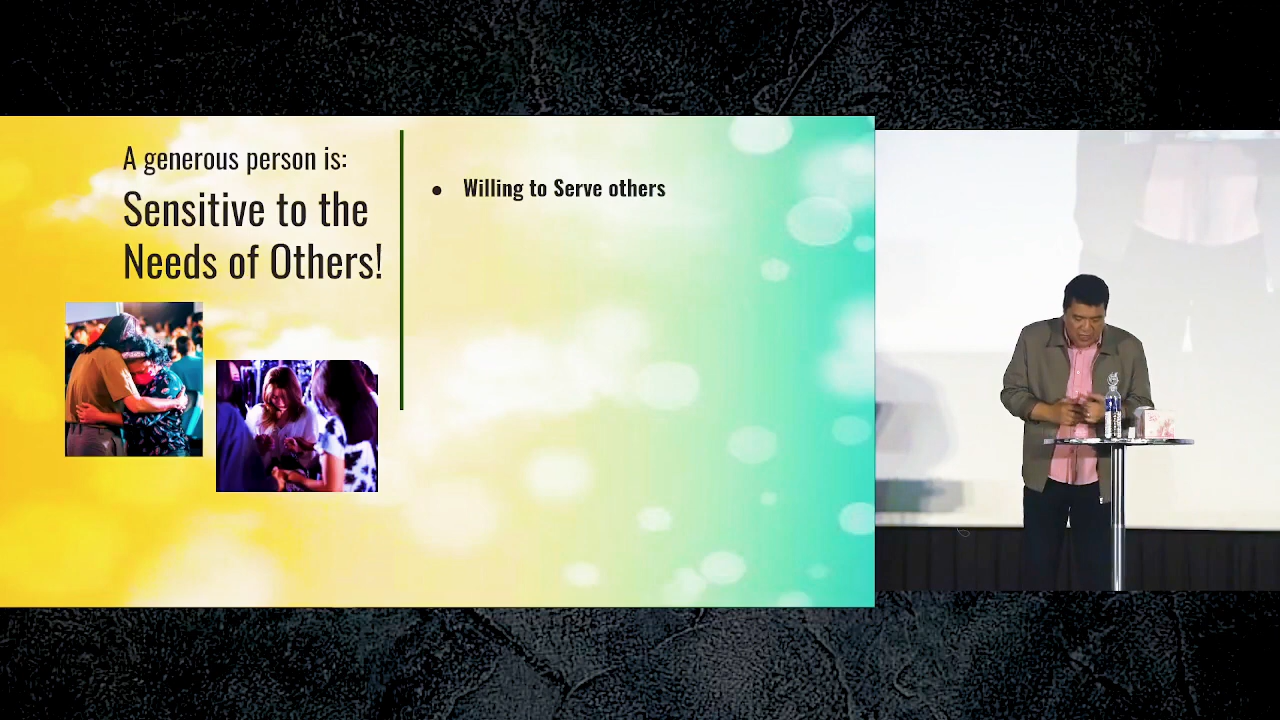 A generous person is:
Sensitive to the
Needs of Others!
● Willing to Serve others